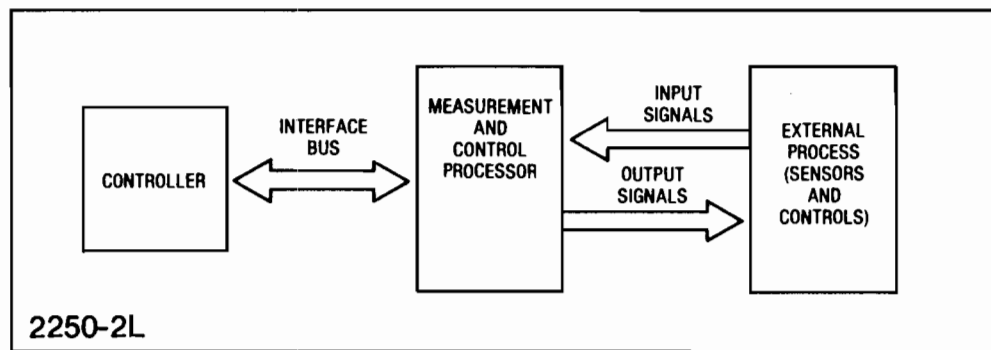 CONTROLLER
INTERFACE
BUS
MEASUREMENT
AND
CONTROL
PROCESSOR
INPUT
SIGNALS
OUTPUT
SIGNALS
EXTERNAL
PROCESS
(SENSORS
AND
CONTROLS)
2250-2L